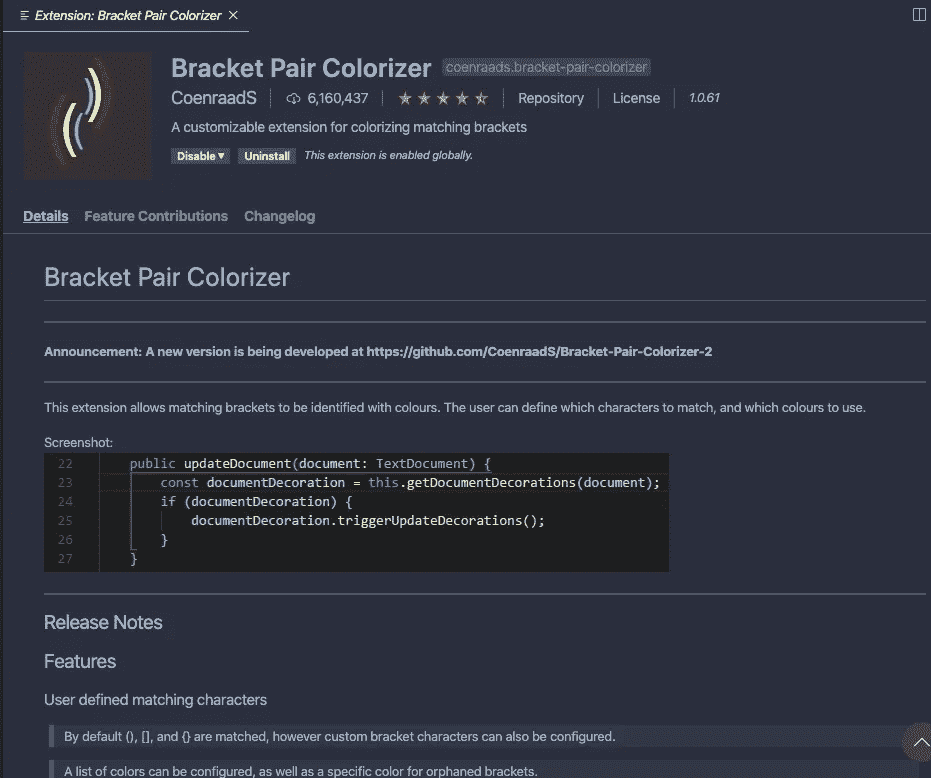 Extension: Bracket Pair Colorizer
Bracket Pair Colorizer coenraads.bracket-pair-colorizer
CoenraadS 6,160,437 Repository License 1.0.61
A customizable extension for colorizing matching brackets
Disable Uninstall This extension is enabled globally.
Details Feature Contributions Changelog
Bracket Pair Colorizer
Announcement: A new version is being developed at https://github.com/CoenraadS/Bracket-Pair-Colorizer-2
This extension allows matching brackets to be identified with colours. The user can define which characters to match, and which colours to use.
Screenshot:
22 public updateDocument(document: TextDocument) {
23 const documentDecoration = this.getDocumentDecorations(document);
24 if (documentDecoration) {
25 documentDecoration.triggerUpdateDecorations();
26 }
27 }
Release Notes
Features
User defined matching characters
By default (), [], and {} are matched, however custom bracket characters can also be configured.
A list of colors can be configured, as well as a specific color for orphaned brackets.